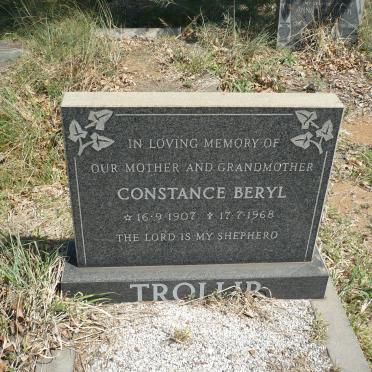 IN LOVING MEMORY OF
OUR MOTHER AND GRANDMOTHER
CONSTANCE BERYL
☆ 16·9·1907 ✟ 17·7·1968
THE LORD IS MY SHEPHERD